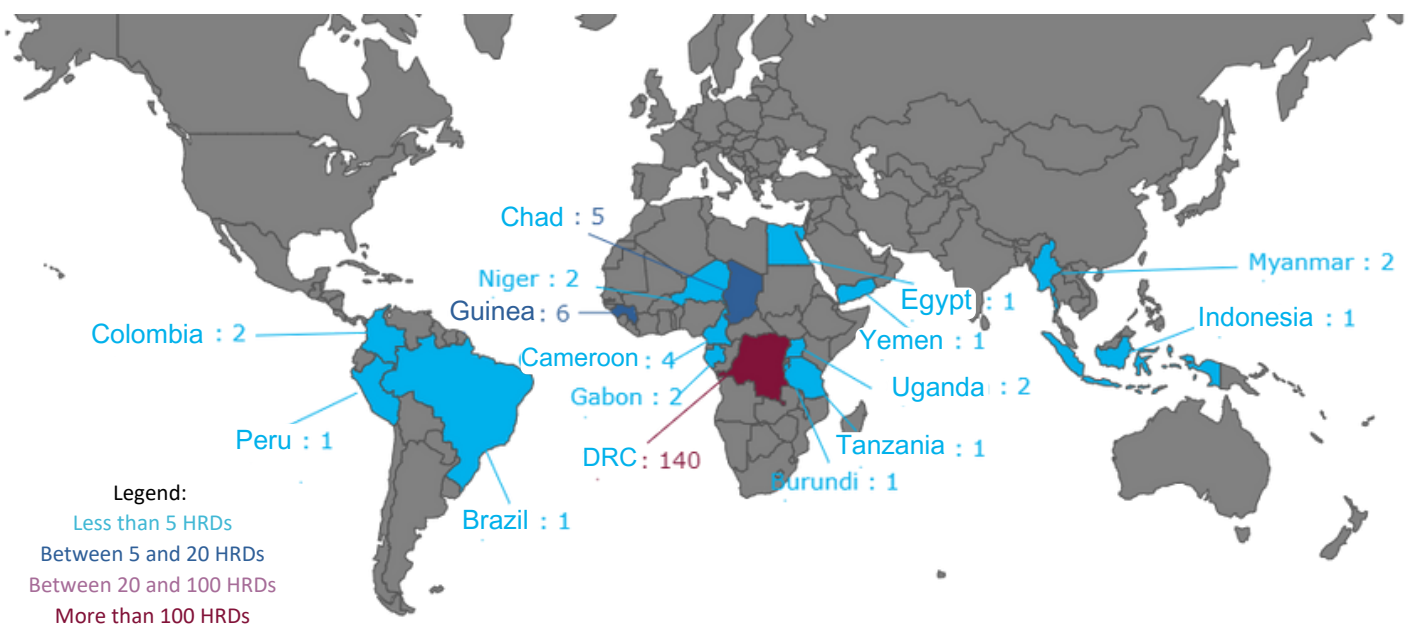 Chad : 5
Niger : 2
Guinea : 6
Colombia : 2
Cameroon : 4
Gabon : 2
Peru : 1
DRC : 140
Brazil : 1
Egypt : 1
Yemen : 1
Uganda : 2
Tanzania : 1
Burundi : 1
Myanmar : 2
Indonesia : 1
Legend:
Less than 5 HRDs
Between 5 and 20 HRDs
Between 20 and 100 HRDs
More than 100 HRDs